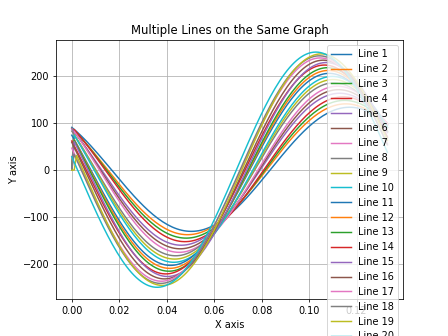 Multiple Lines on the Same Graph
Y axis
200
100
0
−100
−200
0.00
0.02
0.04
0.06
0.08
0.10
X axis
Line 1
Line 2
Line 3
Line 4
Line 5
Line 6
Line 7
Line 8
Line 9
Line 10
Line 11
Line 12
Line 13
Line 14
Line 15
Line 16
Line 17
Line 18
Line 19
Line 20